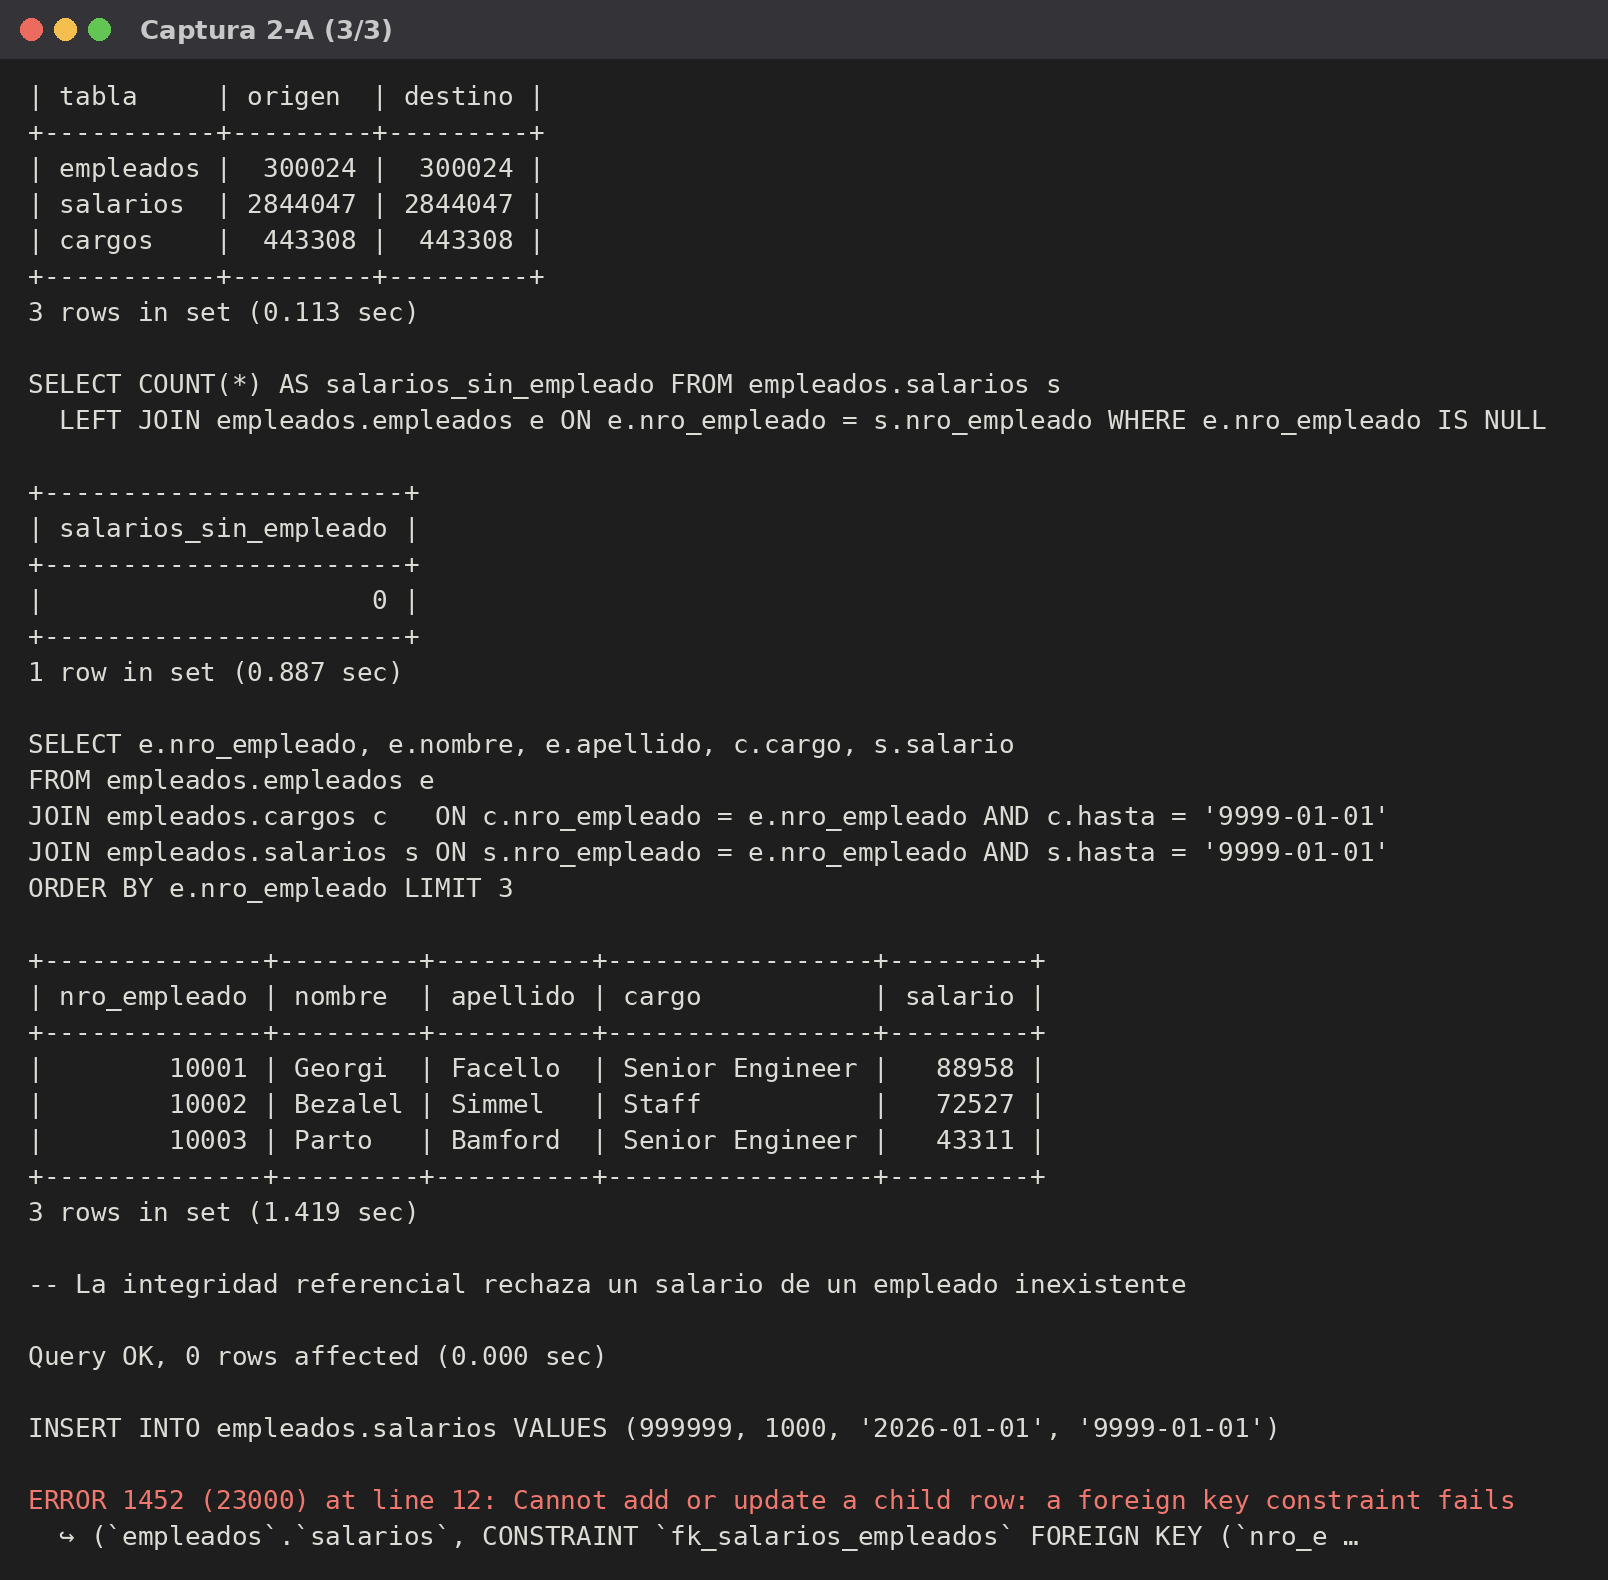 Captura 2-A (3/3)
| tabla     | origen  | destino |
+-----------+---------+---------+
| empleados |  300024 |  300024 |
| salarios  | 2844047 | 2844047 |
| cargos    |  443308 |  443308 |
+-----------+---------+---------+
3 rows in set (0.113 sec)
SELECT COUNT(*) AS salarios_sin_empleado FROM empleados.salarios s
  LEFT JOIN empleados.empleados e ON e.nro_empleado = s.nro_empleado WHERE e.nro_empleado IS NULL
+-----------------------+
| salarios_sin_empleado |
+-----------------------+
|                     0 |
+-----------------------+
1 row in set (0.887 sec)
SELECT e.nro_empleado, e.nombre, e.apellido, c.cargo, s.salario
FROM empleados.empleados e
JOIN empleados.cargos c   ON c.nro_empleado = e.nro_empleado AND c.hasta = '9999-01-01'
JOIN empleados.salarios s ON s.nro_empleado = e.nro_empleado AND s.hasta = '9999-01-01'
ORDER BY e.nro_empleado LIMIT 3
+--------------+---------+----------+-----------------+---------+
| nro_empleado | nombre  | apellido | cargo           | salario |
+--------------+---------+----------+-----------------+---------+
|        10001 | Georgi  | Facello  | Senior Engineer |   88958 |
|        10002 | Bezalel | Simmel   | Staff           |   72527 |
|        10003 | Parto   | Bamford  | Senior Engineer |   43311 |
+--------------+---------+----------+-----------------+---------+
3 rows in set (1.419 sec)
-- La integridad referencial rechaza un salario de un empleado inexistente
Query OK, 0 rows affected (0.000 sec)
INSERT INTO empleados.salarios VALUES (999999, 1000, '2026-01-01', '9999-01-01')
ERROR 1452 (23000) at line 12: Cannot add or update a child row: a foreign key constraint fails
  ↪ (`empleados`.`salarios`, CONSTRAINT `fk_salarios_empleados` FOREIGN KEY (`nro_e …